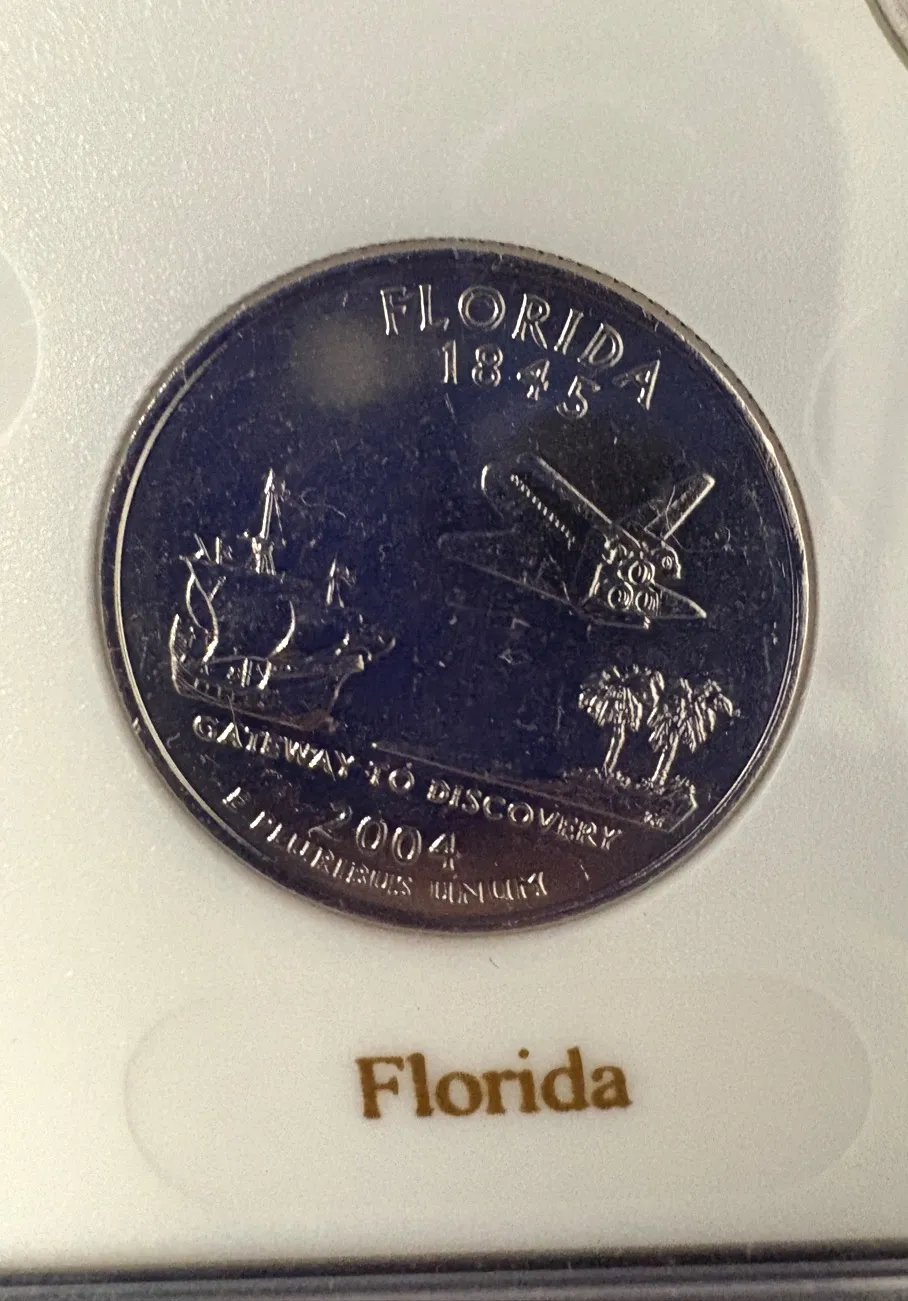 FLORIDA
1845
GATEWAY TO DISCOVERY
2004
E PLURIBUS UNUM
Florida